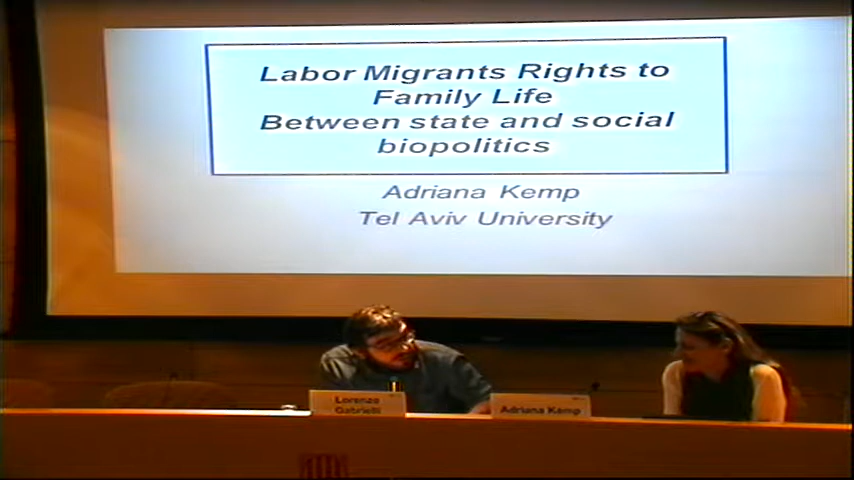 Labor Migrants Rights to
Family Life
Between state and social
biopolitics
Adriana Kemp
Tel Aviv University
Lorenzo
Gabrielli
Adriana Kemp